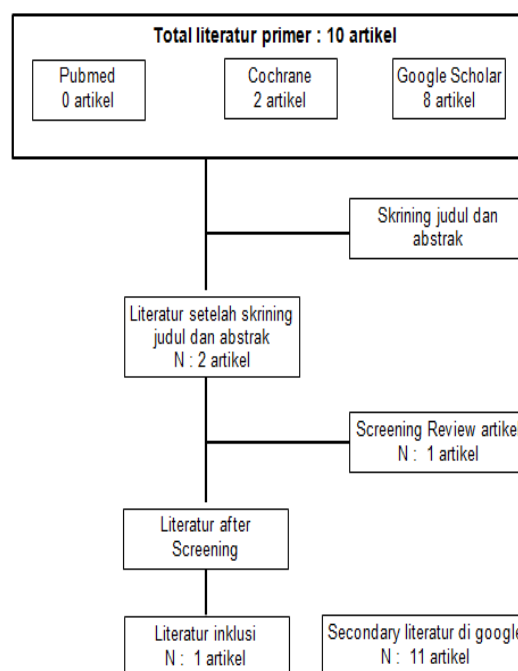 Total literatur primer : 10 artikel
Pubmed
0 artikel
Cochrane
2 artikel
Google Scholar
8 artikel
Skrining judul dan
abstrak
Literatur setelah skrining
judul dan abstrak
N : 2 artikel
Screening Review artikel
N : 1 artikel
Literatur after
Screening
Literatur inklusi
N : 1 artikel
Secondary literatur di google
N : 11 artikel